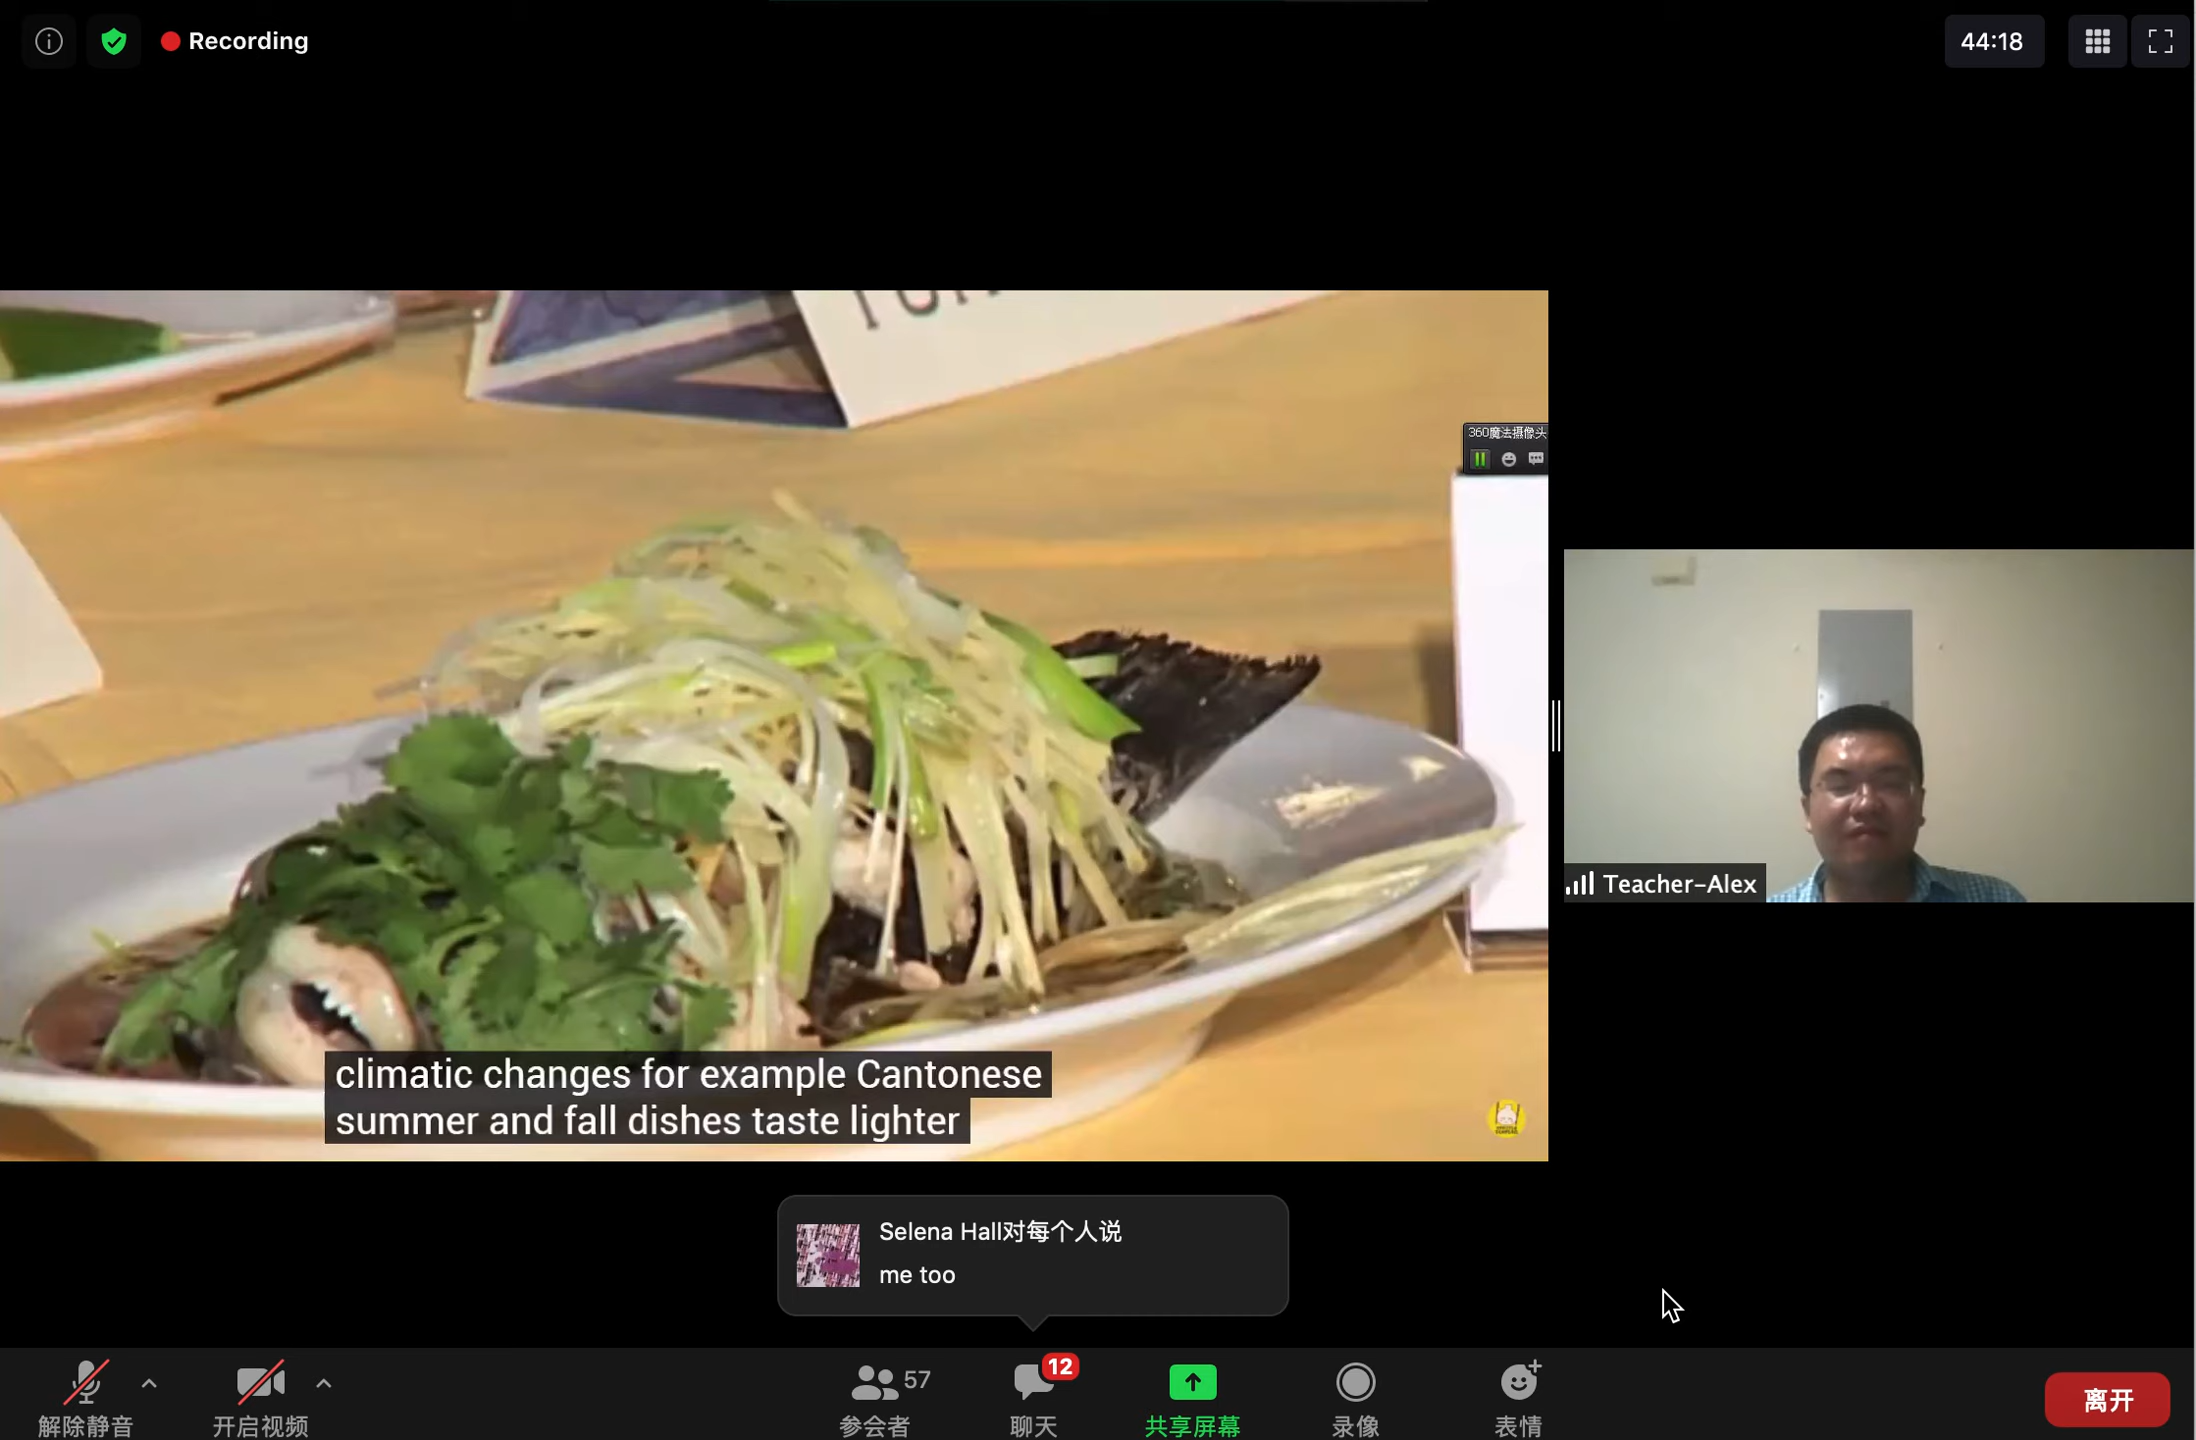 Recording
44:18
360魔法摄像头
Teacher-Alex
climatic changes for example Cantonese
summer and fall dishes taste lighter
Selena Hall对每个人说
me too
57
12
解除静音
开启视频
参会者
聊天
共享屏幕
录像
表情
离开